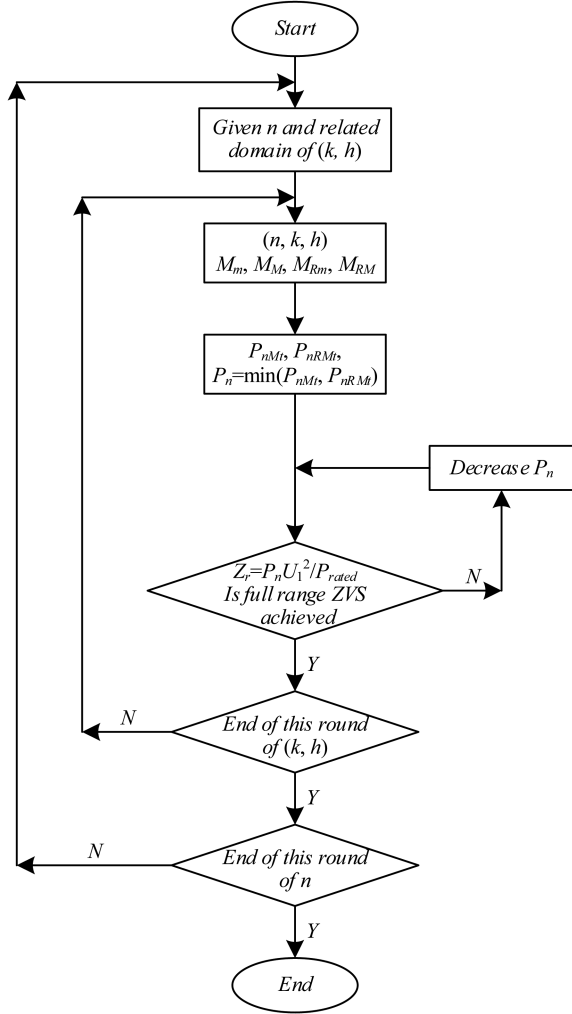 Start
Given n and related
domain of (k, h)
(n, k, h)
Mm, MM, MRm, MRM
PnMt, PnRMt,
Pn=min(PnMt, PnRMt)
Decrease Pn
Zr=PnU1²/Prated
Is full range ZVS
achieved
N
Y
End of this round
of (k, h)
N
Y
End of this round
of n
N
Y
End